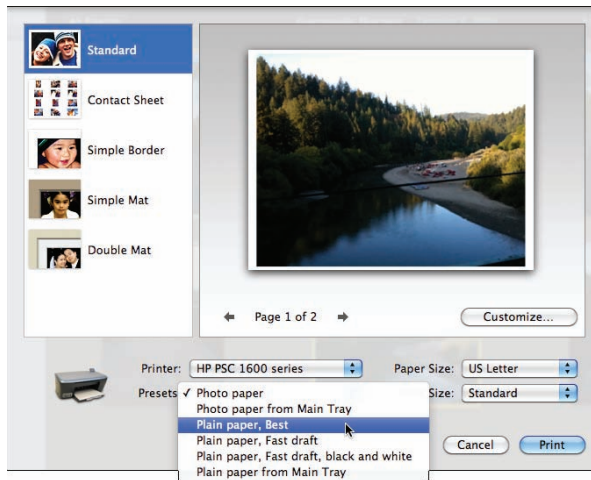 Standard
Contact Sheet
Simple Border
Simple Mat
Double Mat
Page 1 of 2
Customize...
Printer: HP PSC 1600 series Paper Size: US Letter
Presets ✓ Photo paper Size: Standard
Photo paper from Main Tray
Plain paper, Best
Plain paper, Fast draft
Plain paper, Fast draft, black and white
Plain paper from Main Tray
Cancel Print